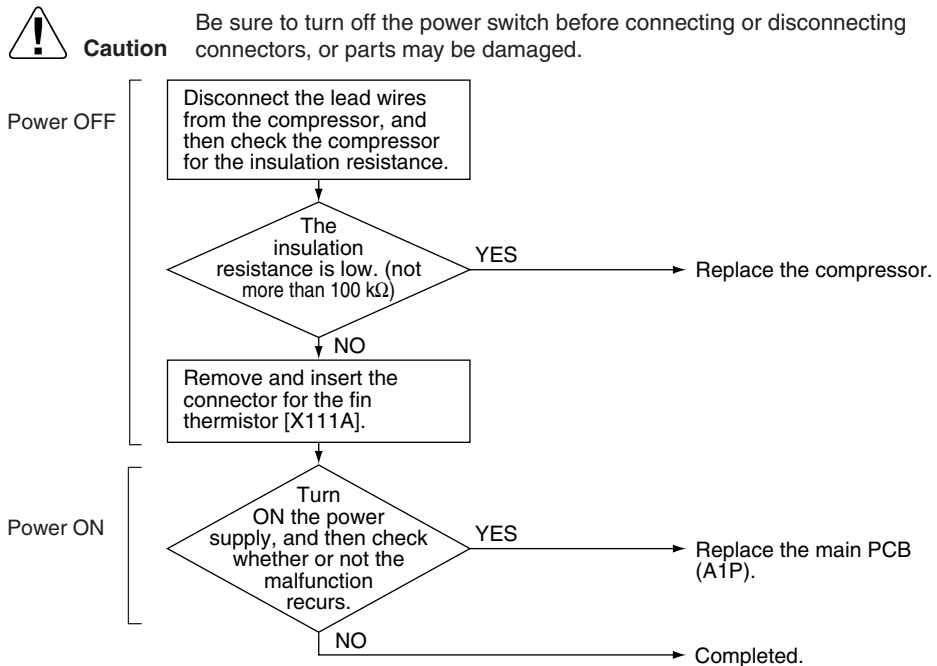 Be sure to turn off the power switch before connecting or disconnecting
Caution connectors, or parts may be damaged.
Power OFF
Disconnect the lead wires
from the compressor, and
then check the compressor
for the insulation resistance.
The
insulation
resistance is low. (not
more than 100 kΩ)
YES
Replace the compressor.
NO
Remove and insert the
connector for the fin
thermistor [X111A].
Power ON
Turn
ON the power
supply, and then check
whether or not the
malfunction
recurs.
YES
Replace the main PCB
(A1P).
NO
Completed.